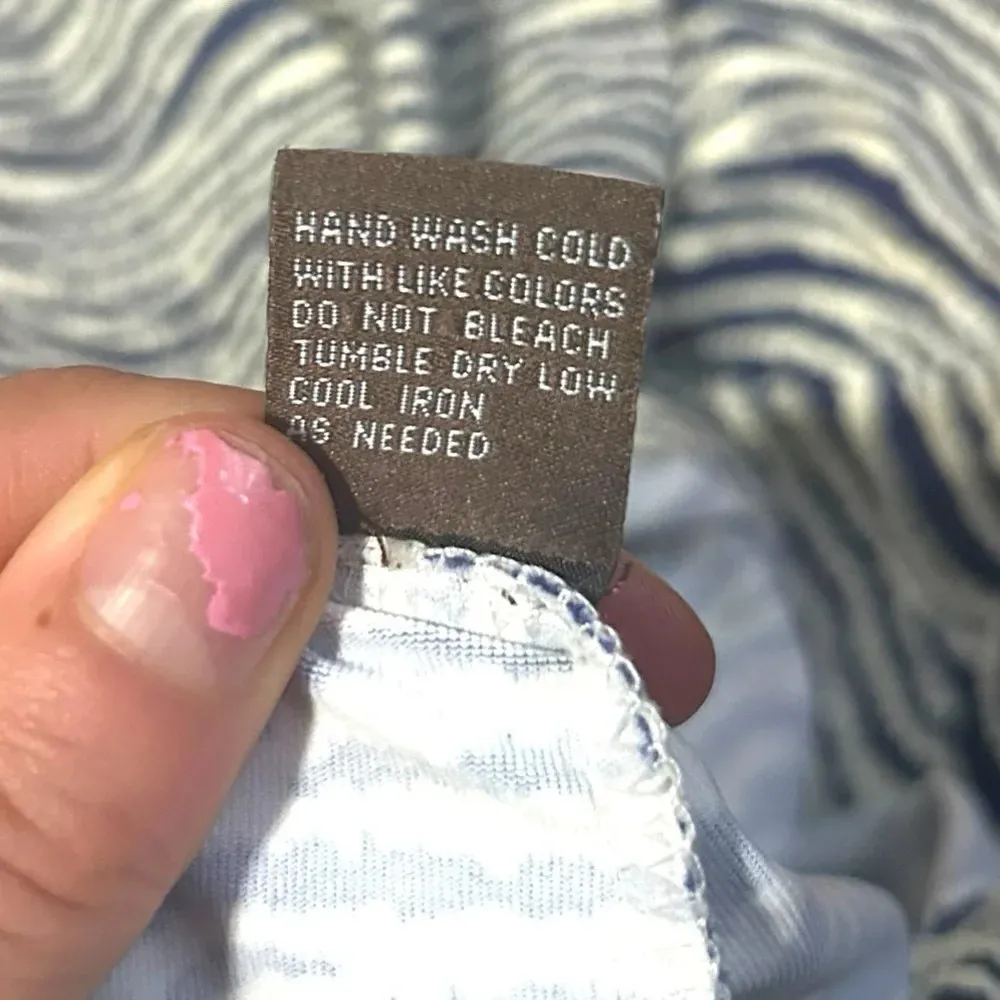 HAND WASH COLD
WITH LIKE COLORS
DO NOT BLEACH
TUMBLE DRY LOW
COOL IRON
AS NEEDED